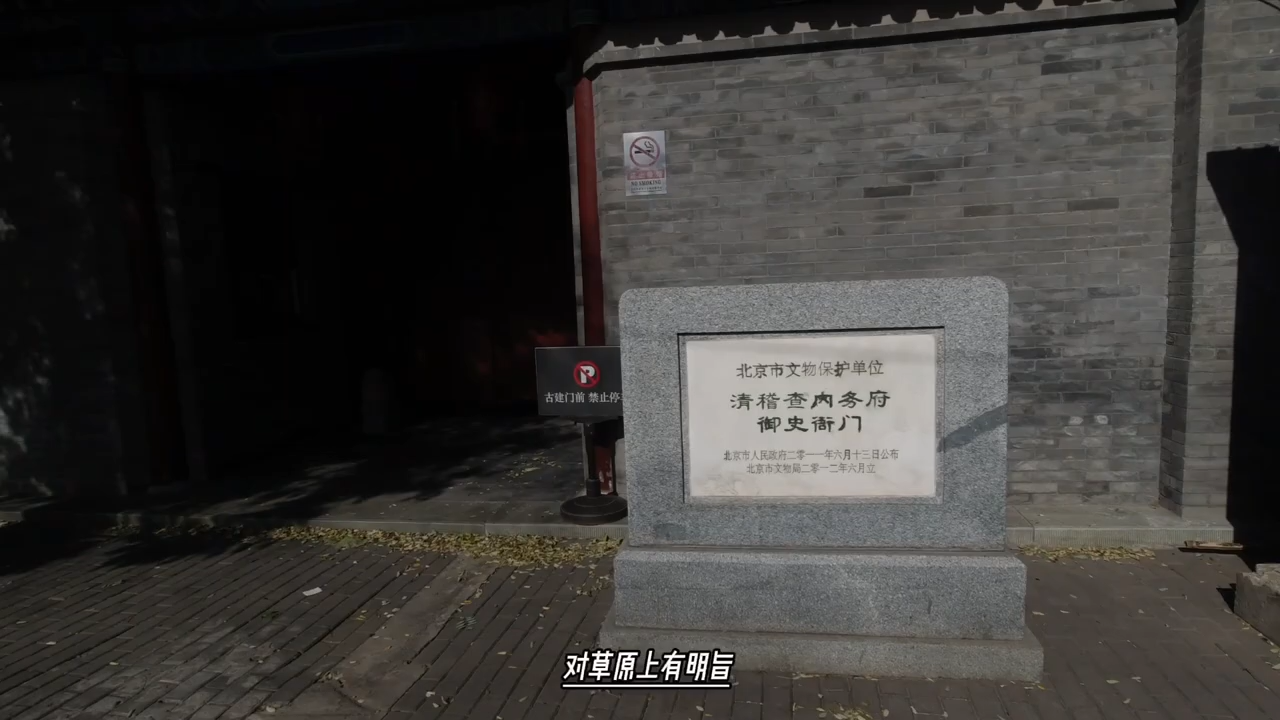 NO SMOKING
古建门前 禁止停
北京市文物保护单位
清稽查内务府
御史衙门
北京市人民政府二零一一年六月十三日公布
北京市文物局二零一二年六月立
对草原上有明旨